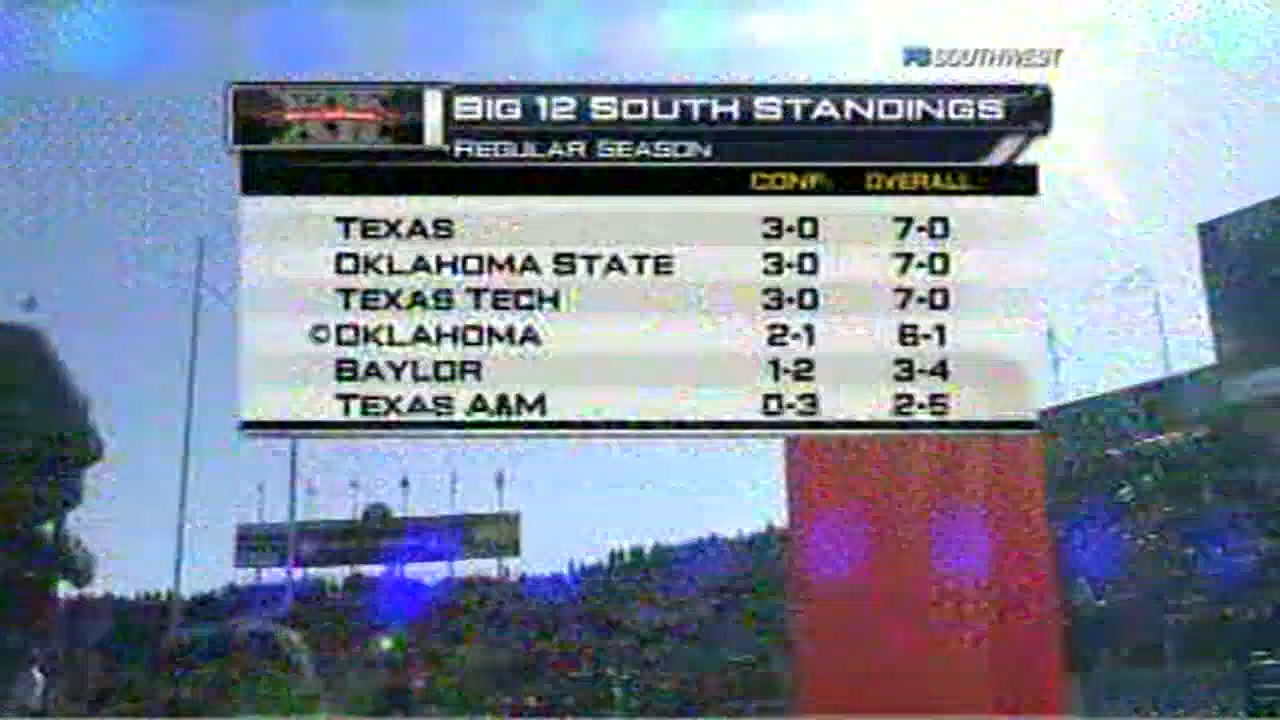 FS SOUTHWEST
BIG 12 SOUTH STANDINGS
REGULAR SEASON
CONF. OVERALL
TEXAS 3-0 7-0
OKLAHOMA STATE 3-0 7-0
TEXAS TECH 3-0 7-0
©OKLAHOMA 2-1 6-1
BAYLOR 1-2 3-4
TEXAS A&M 0-3 2-5